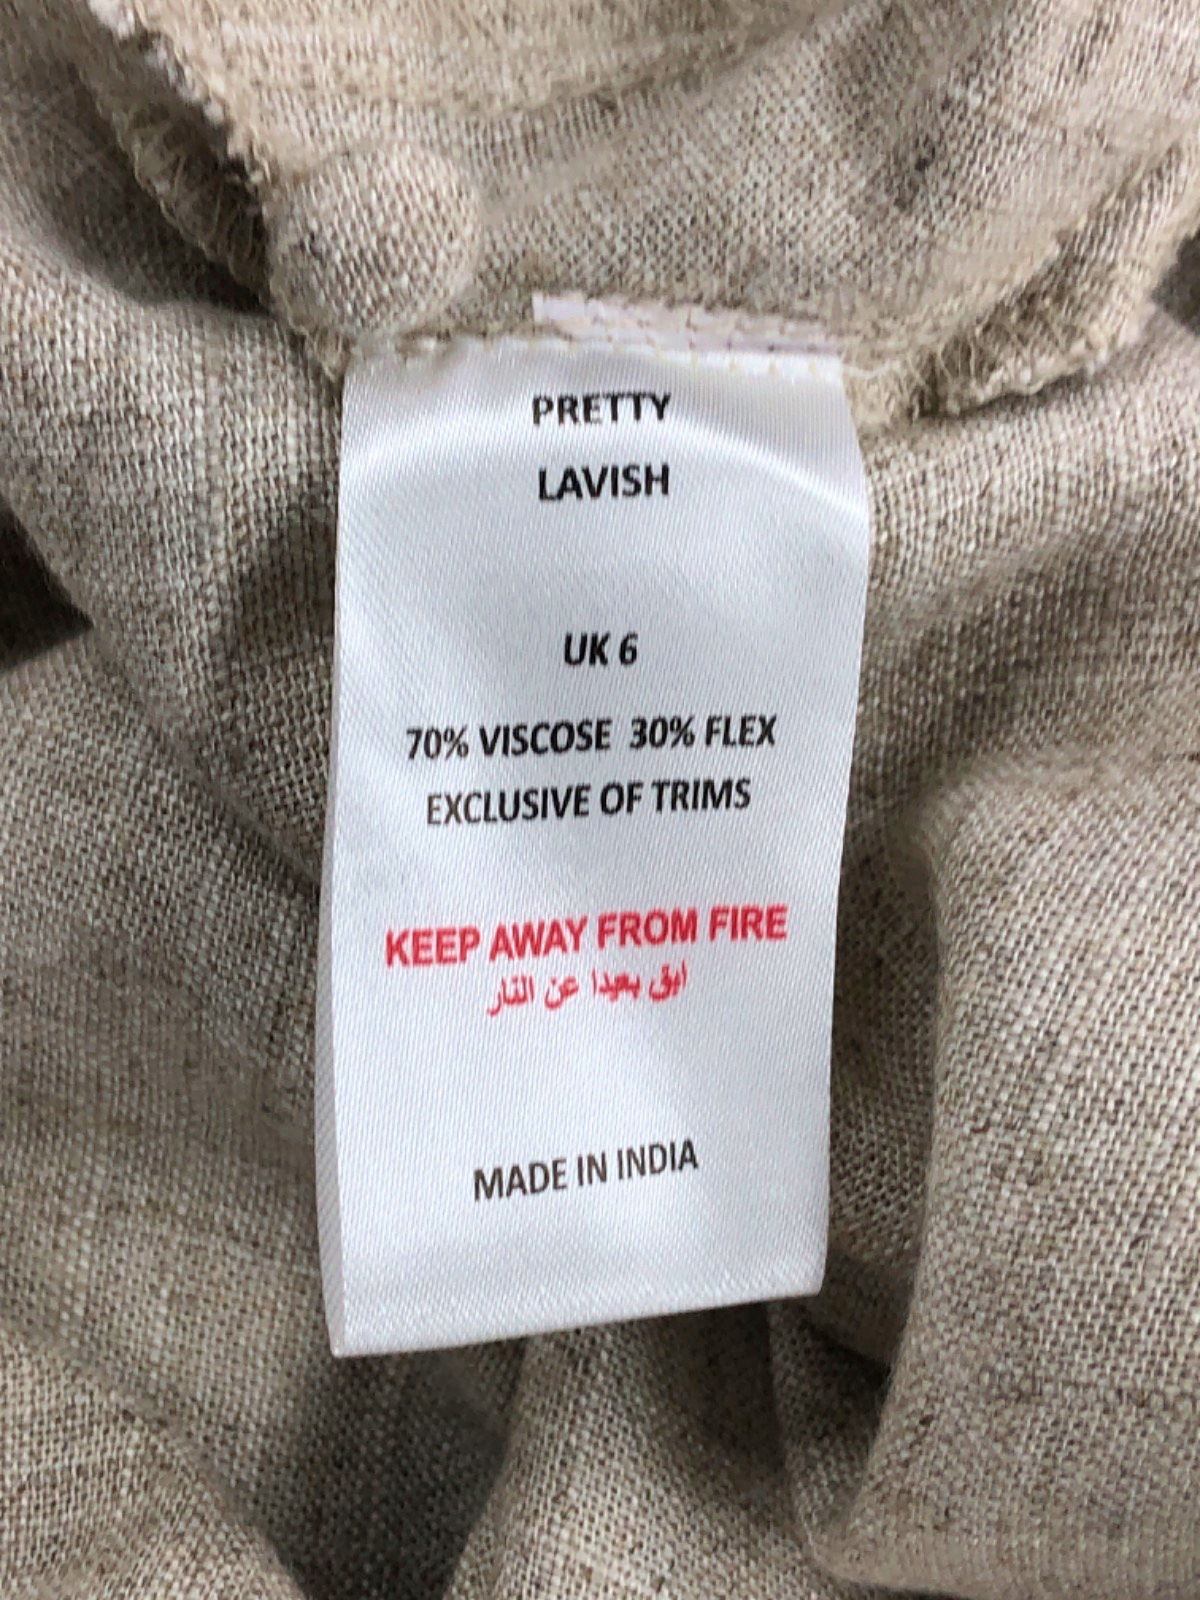 PRETTY
LAVISH
UK 6
70% VISCOSE 30% FLEX
EXCLUSIVE OF TRIMS
KEEP AWAY FROM FIRE
ابق بعيدا عن النار
MADE IN INDIA